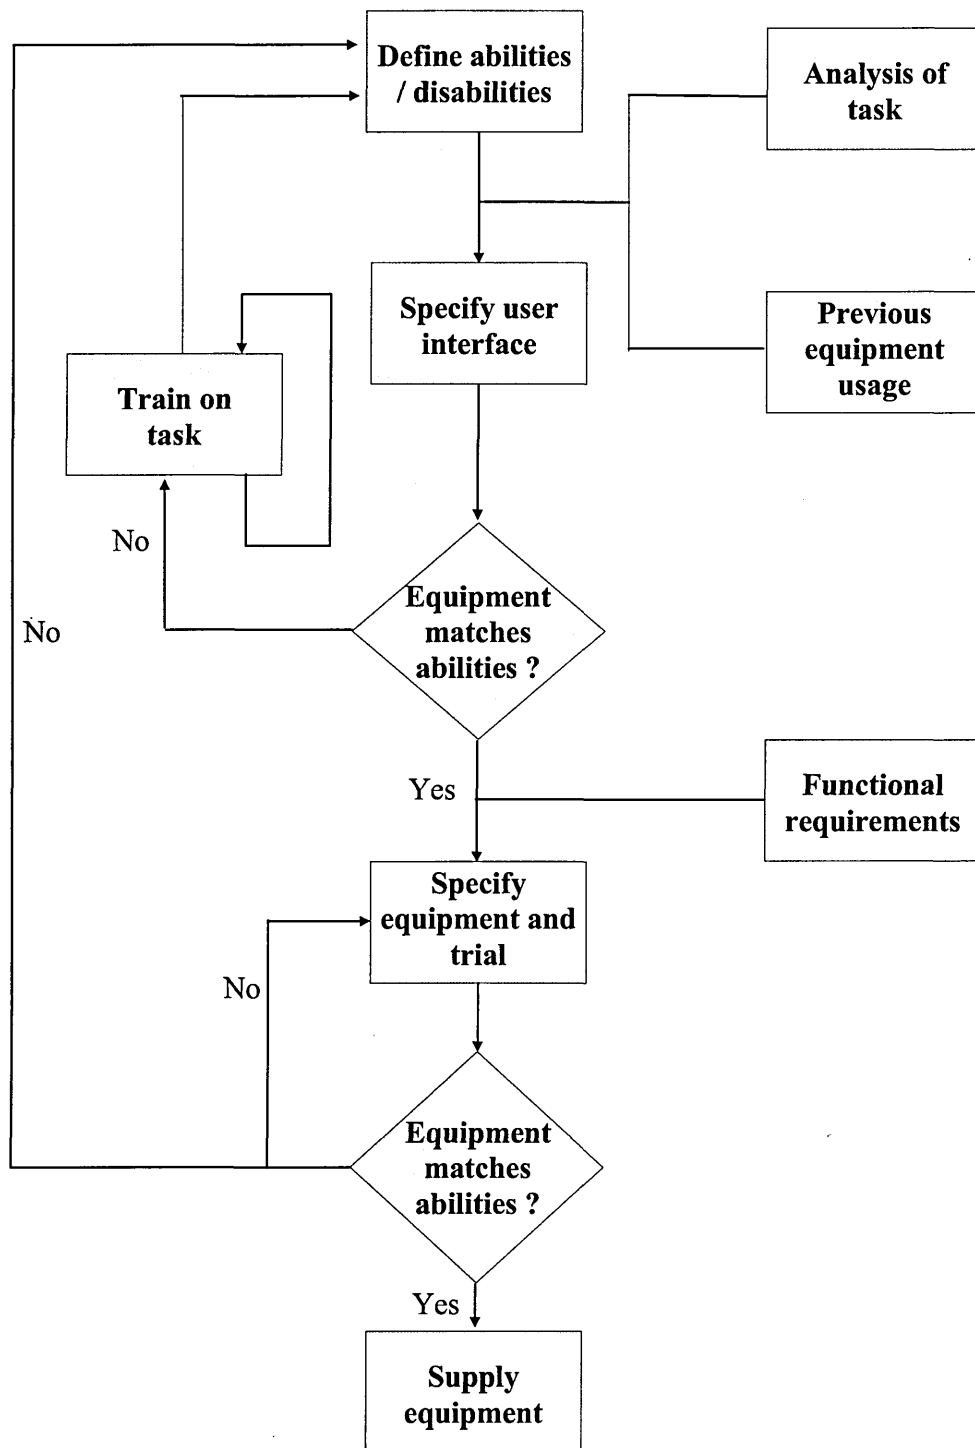 Define abilities
/ disabilities
Analysis of
task
Specify user
interface
Previous
equipment
usage
Train on
task
No
No
Equipment
matches
abilities ?
Yes
Functional
requirements
Specify
equipment and
trial
No
Equipment
matches
abilities ?
Yes
Supply
equipment